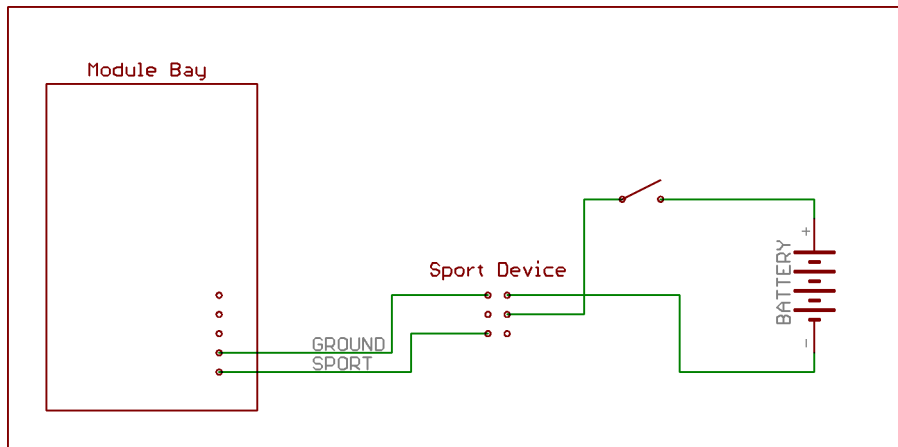 Module Bay
Sport Device
+
BATTERY
-
GROUND
SPORT